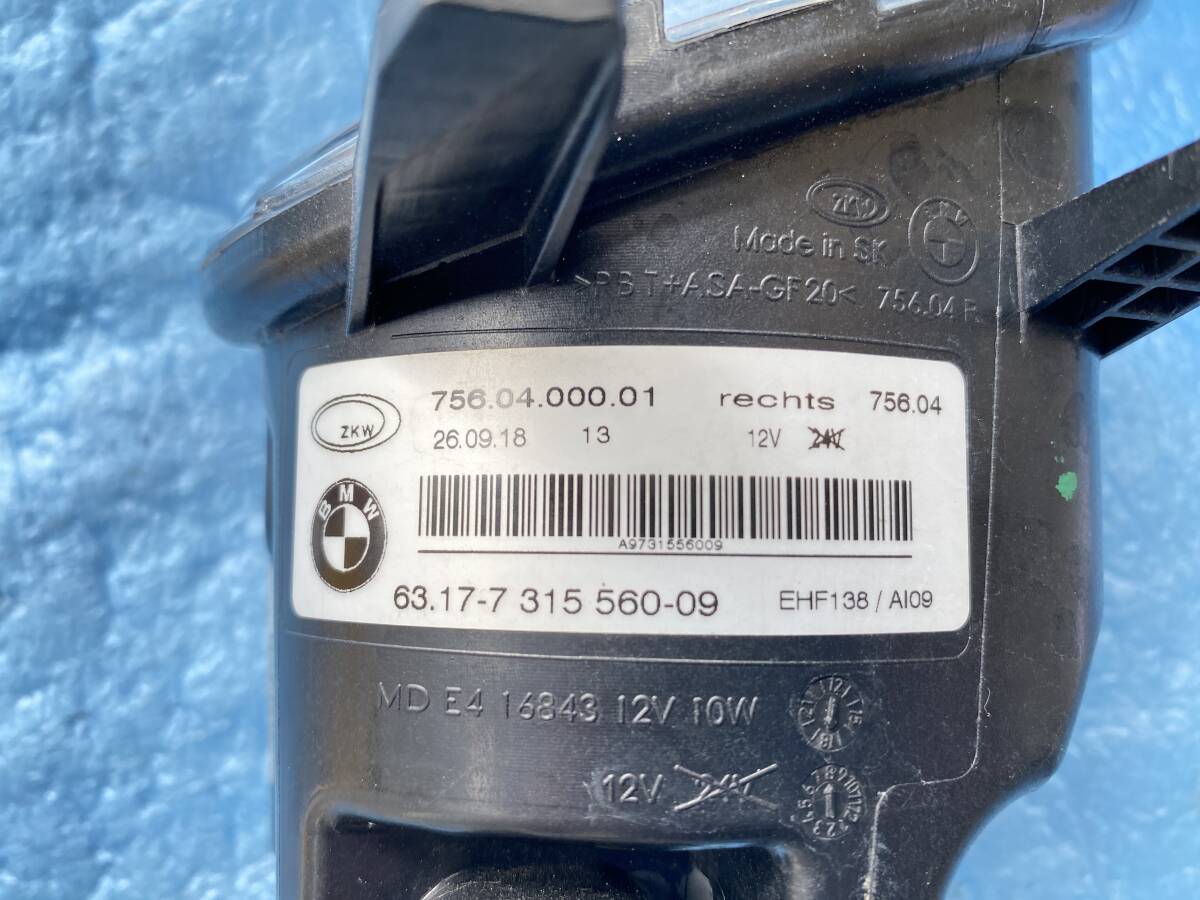 ZKW
Made in SK
>PBT+ASA-GF20< 756.04 R
756.04.000.01 rechts 756.04
ZKW 26.09.18 13 12V 24V
BMW
A9731556009
63.17-7 315 560-09 EHF138 / AI09
MD E4 16843 12V 10W
12V 24V